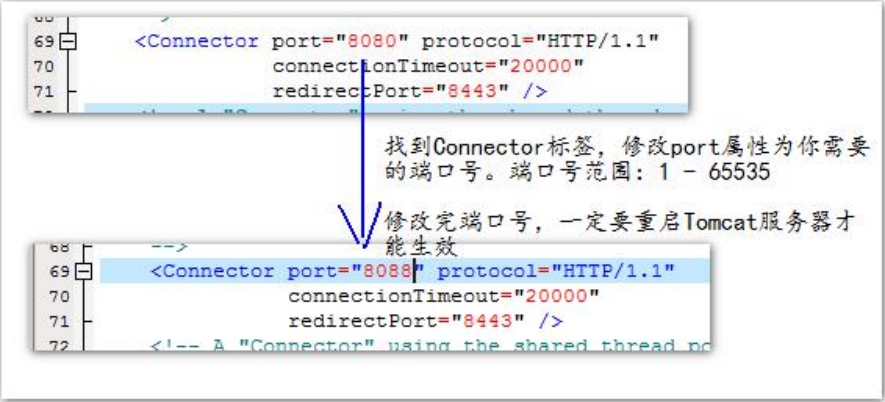 69 <Connector port="8080" protocol="HTTP/1.1"
70 connectionTimeout="20000"
71 redirectPort="8443" />
找到Connector标签，修改port属性为你需要
的端口号。端口号范围：1 - 65535
修改完端口号，一定要重启Tomcat服务器才
能生效
68 -->
69 <Connector port="8088" protocol="HTTP/1.1"
70 connectionTimeout="20000"
71 redirectPort="8443" />
72 <!-- A "Connector" using the shared thread po